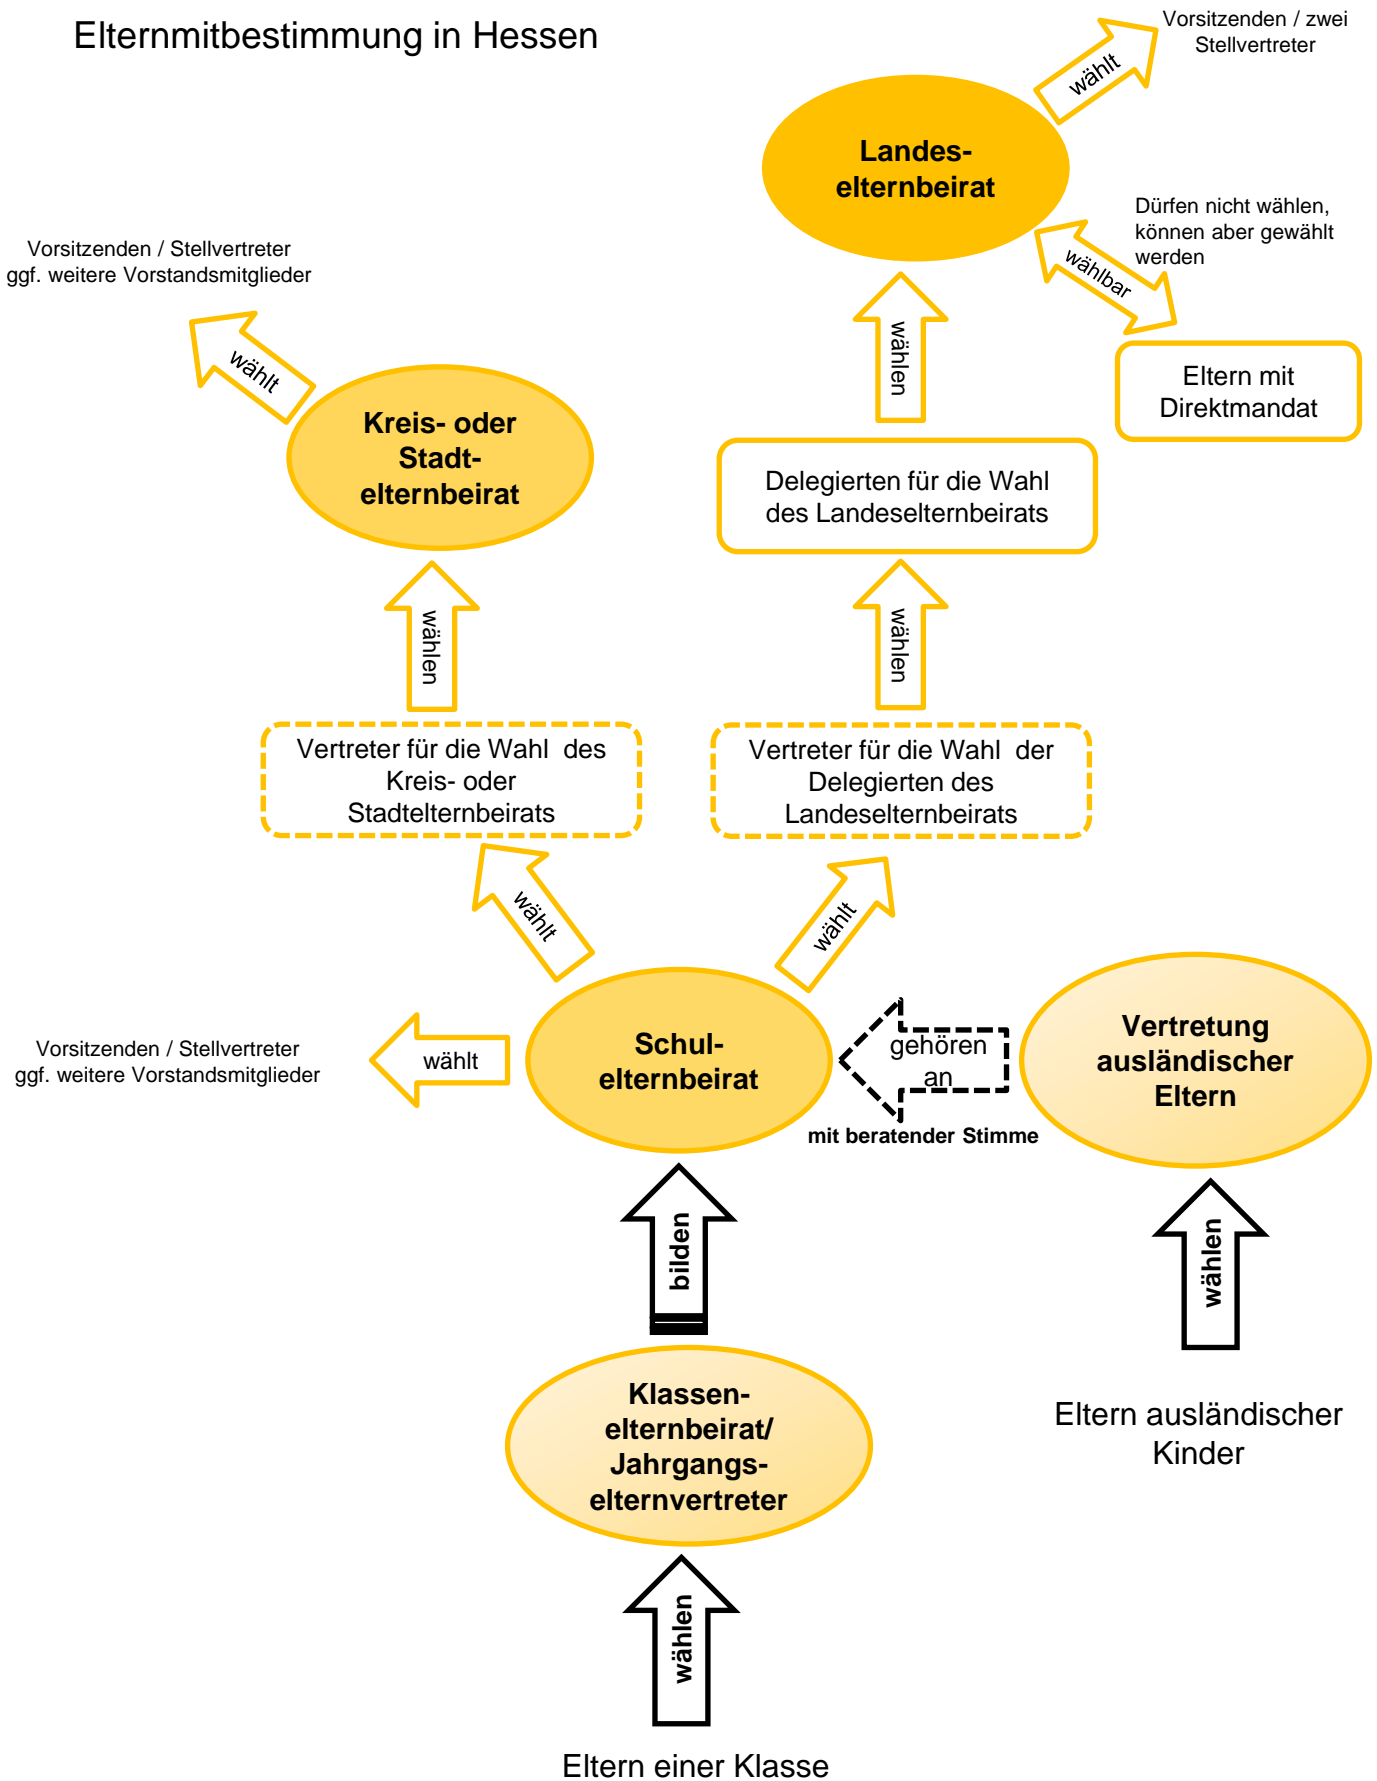 Elternmitbestimmung in Hessen
Vorsitzenden / zwei
Stellvertreter
wählt
Landes-
elternbeirat
Dürfen nicht wählen,
können aber gewählt
werden
wählbar
Eltern mit
Direktmandat
Vorsitzenden / Stellvertreter
ggf. weitere Vorstandsmitglieder
wählt
Kreis- oder
Stadt-
elternbeirat
wählen
Delegierten für die Wahl
des Landeselternbeirats
wählen
wählen
Vertreter für die Wahl des
Kreis- oder
Stadtelternbeirats
Vertreter für die Wahl der
Delegierten des
Landeselternbeirats
wählt
wählt
Vorsitzenden / Stellvertreter
ggf. weitere Vorstandsmitglieder
wählt
Schul-
elternbeirat
gehören
an
mit beratender Stimme
Vertretung
ausländischer
Eltern
bilden
wählen
Klassen-
elternbeirat/
Jahrgangs-
elternvertreter
Eltern ausländischer
Kinder
wählen
Eltern einer Klasse